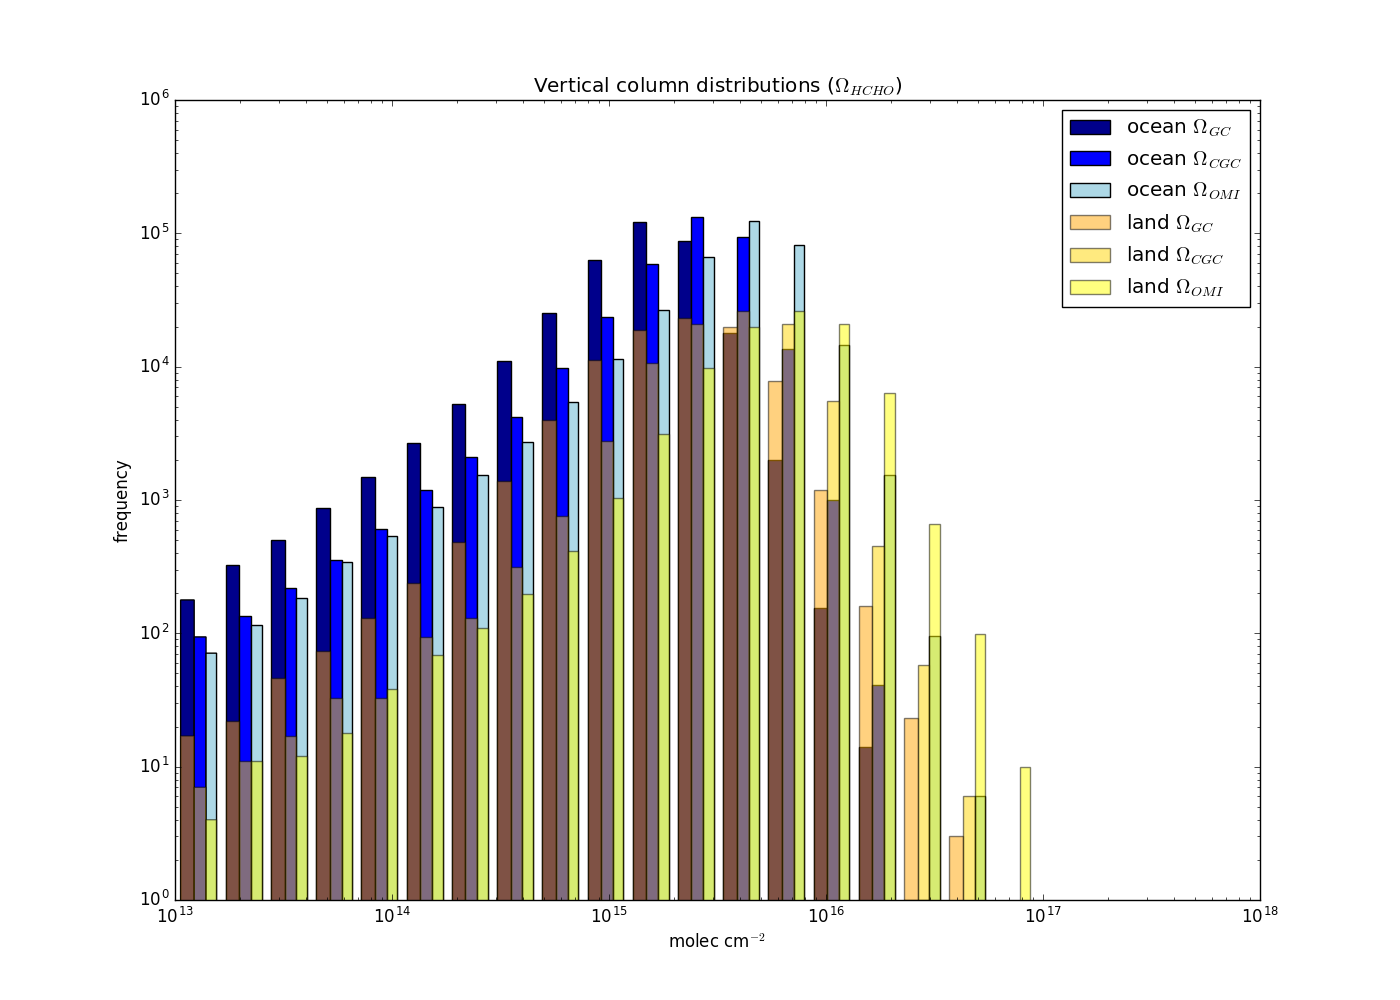 Vertical column distributions (Ω_HCHO)
10^6
10^5
10^4
10^3
10^2
10^1
10^0
frequency
ocean Ω_GC
ocean Ω_CGC
ocean Ω_OMI
land Ω_GC
land Ω_CGC
land Ω_OMI
10^13 10^14 10^15 10^16 10^17 10^18
molec cm^−2